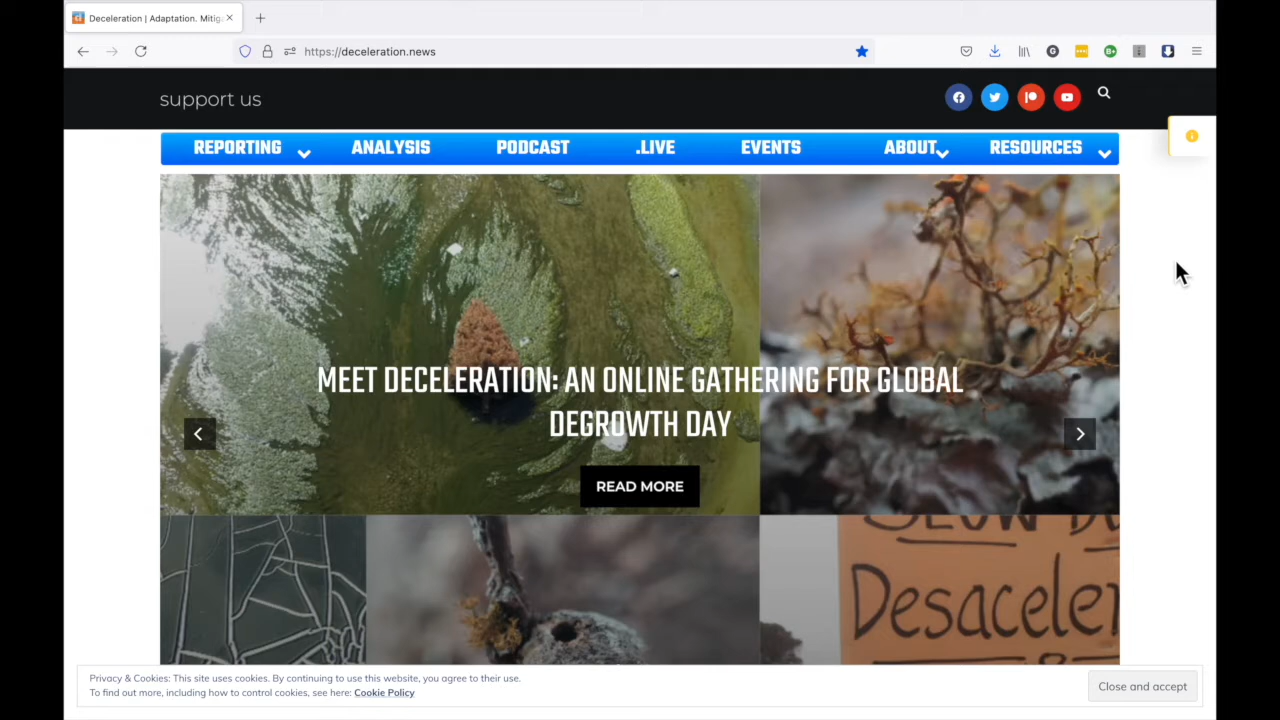 Deceleration | Adaptation. Mitig
https://deceleration.news
support us
REPORTING
ANALYSIS
PODCAST
.LIVE
EVENTS
ABOUT
RESOURCES
MEET DECELERATION: AN ONLINE GATHERING FOR GLOBAL
DEGROWTH DAY
READ MORE
Desaceler
Privacy & Cookies: This site uses cookies. By continuing to use this website, you agree to their use.
To find out more, including how to control cookies, see here: Cookie Policy
Close and accept